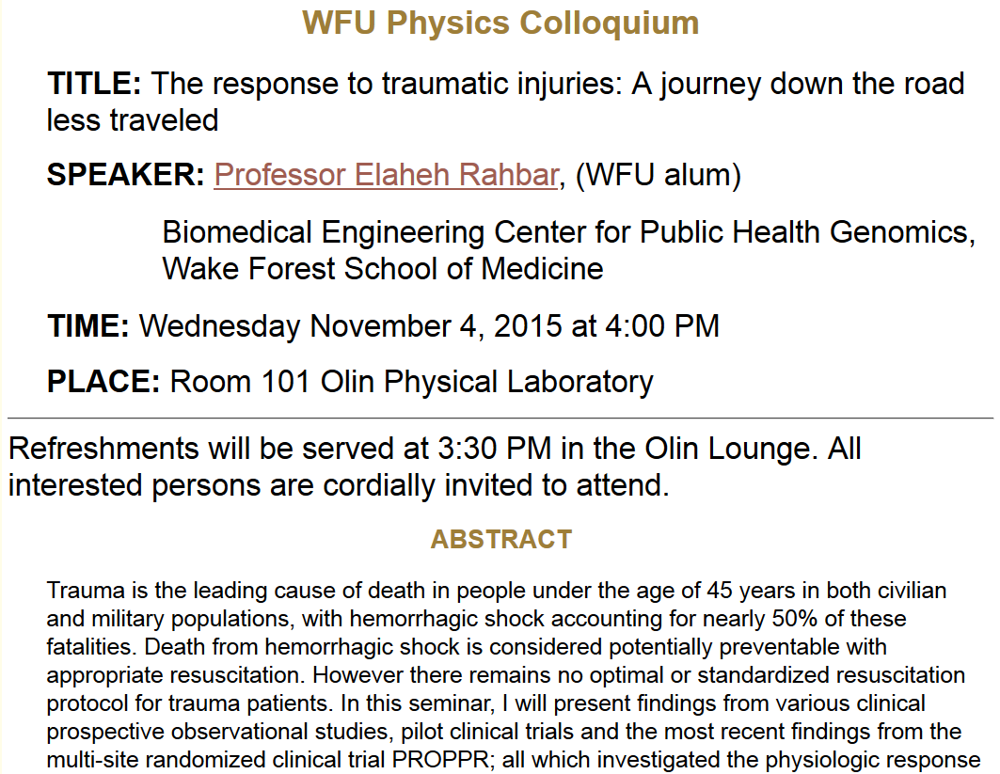 WFU Physics Colloquium
TITLE: The response to traumatic injuries: A journey down the road
less traveled
SPEAKER: Professor Elaheh Rahbar, (WFU alum)
Biomedical Engineering Center for Public Health Genomics,
Wake Forest School of Medicine
TIME: Wednesday November 4, 2015 at 4:00 PM
PLACE: Room 101 Olin Physical Laboratory
Refreshments will be served at 3:30 PM in the Olin Lounge. All
interested persons are cordially invited to attend.
ABSTRACT
Trauma is the leading cause of death in people under the age of 45 years in both civilian
and military populations, with hemorrhagic shock accounting for nearly 50% of these
fatalities. Death from hemorrhagic shock is considered potentially preventable with
appropriate resuscitation. However there remains no optimal or standardized resuscitation
protocol for trauma patients. In this seminar, I will present findings from various clinical
prospective observational studies, pilot clinical trials and the most recent findings from the
multi-site randomized clinical trial PROPPR; all which investigated the physiologic response